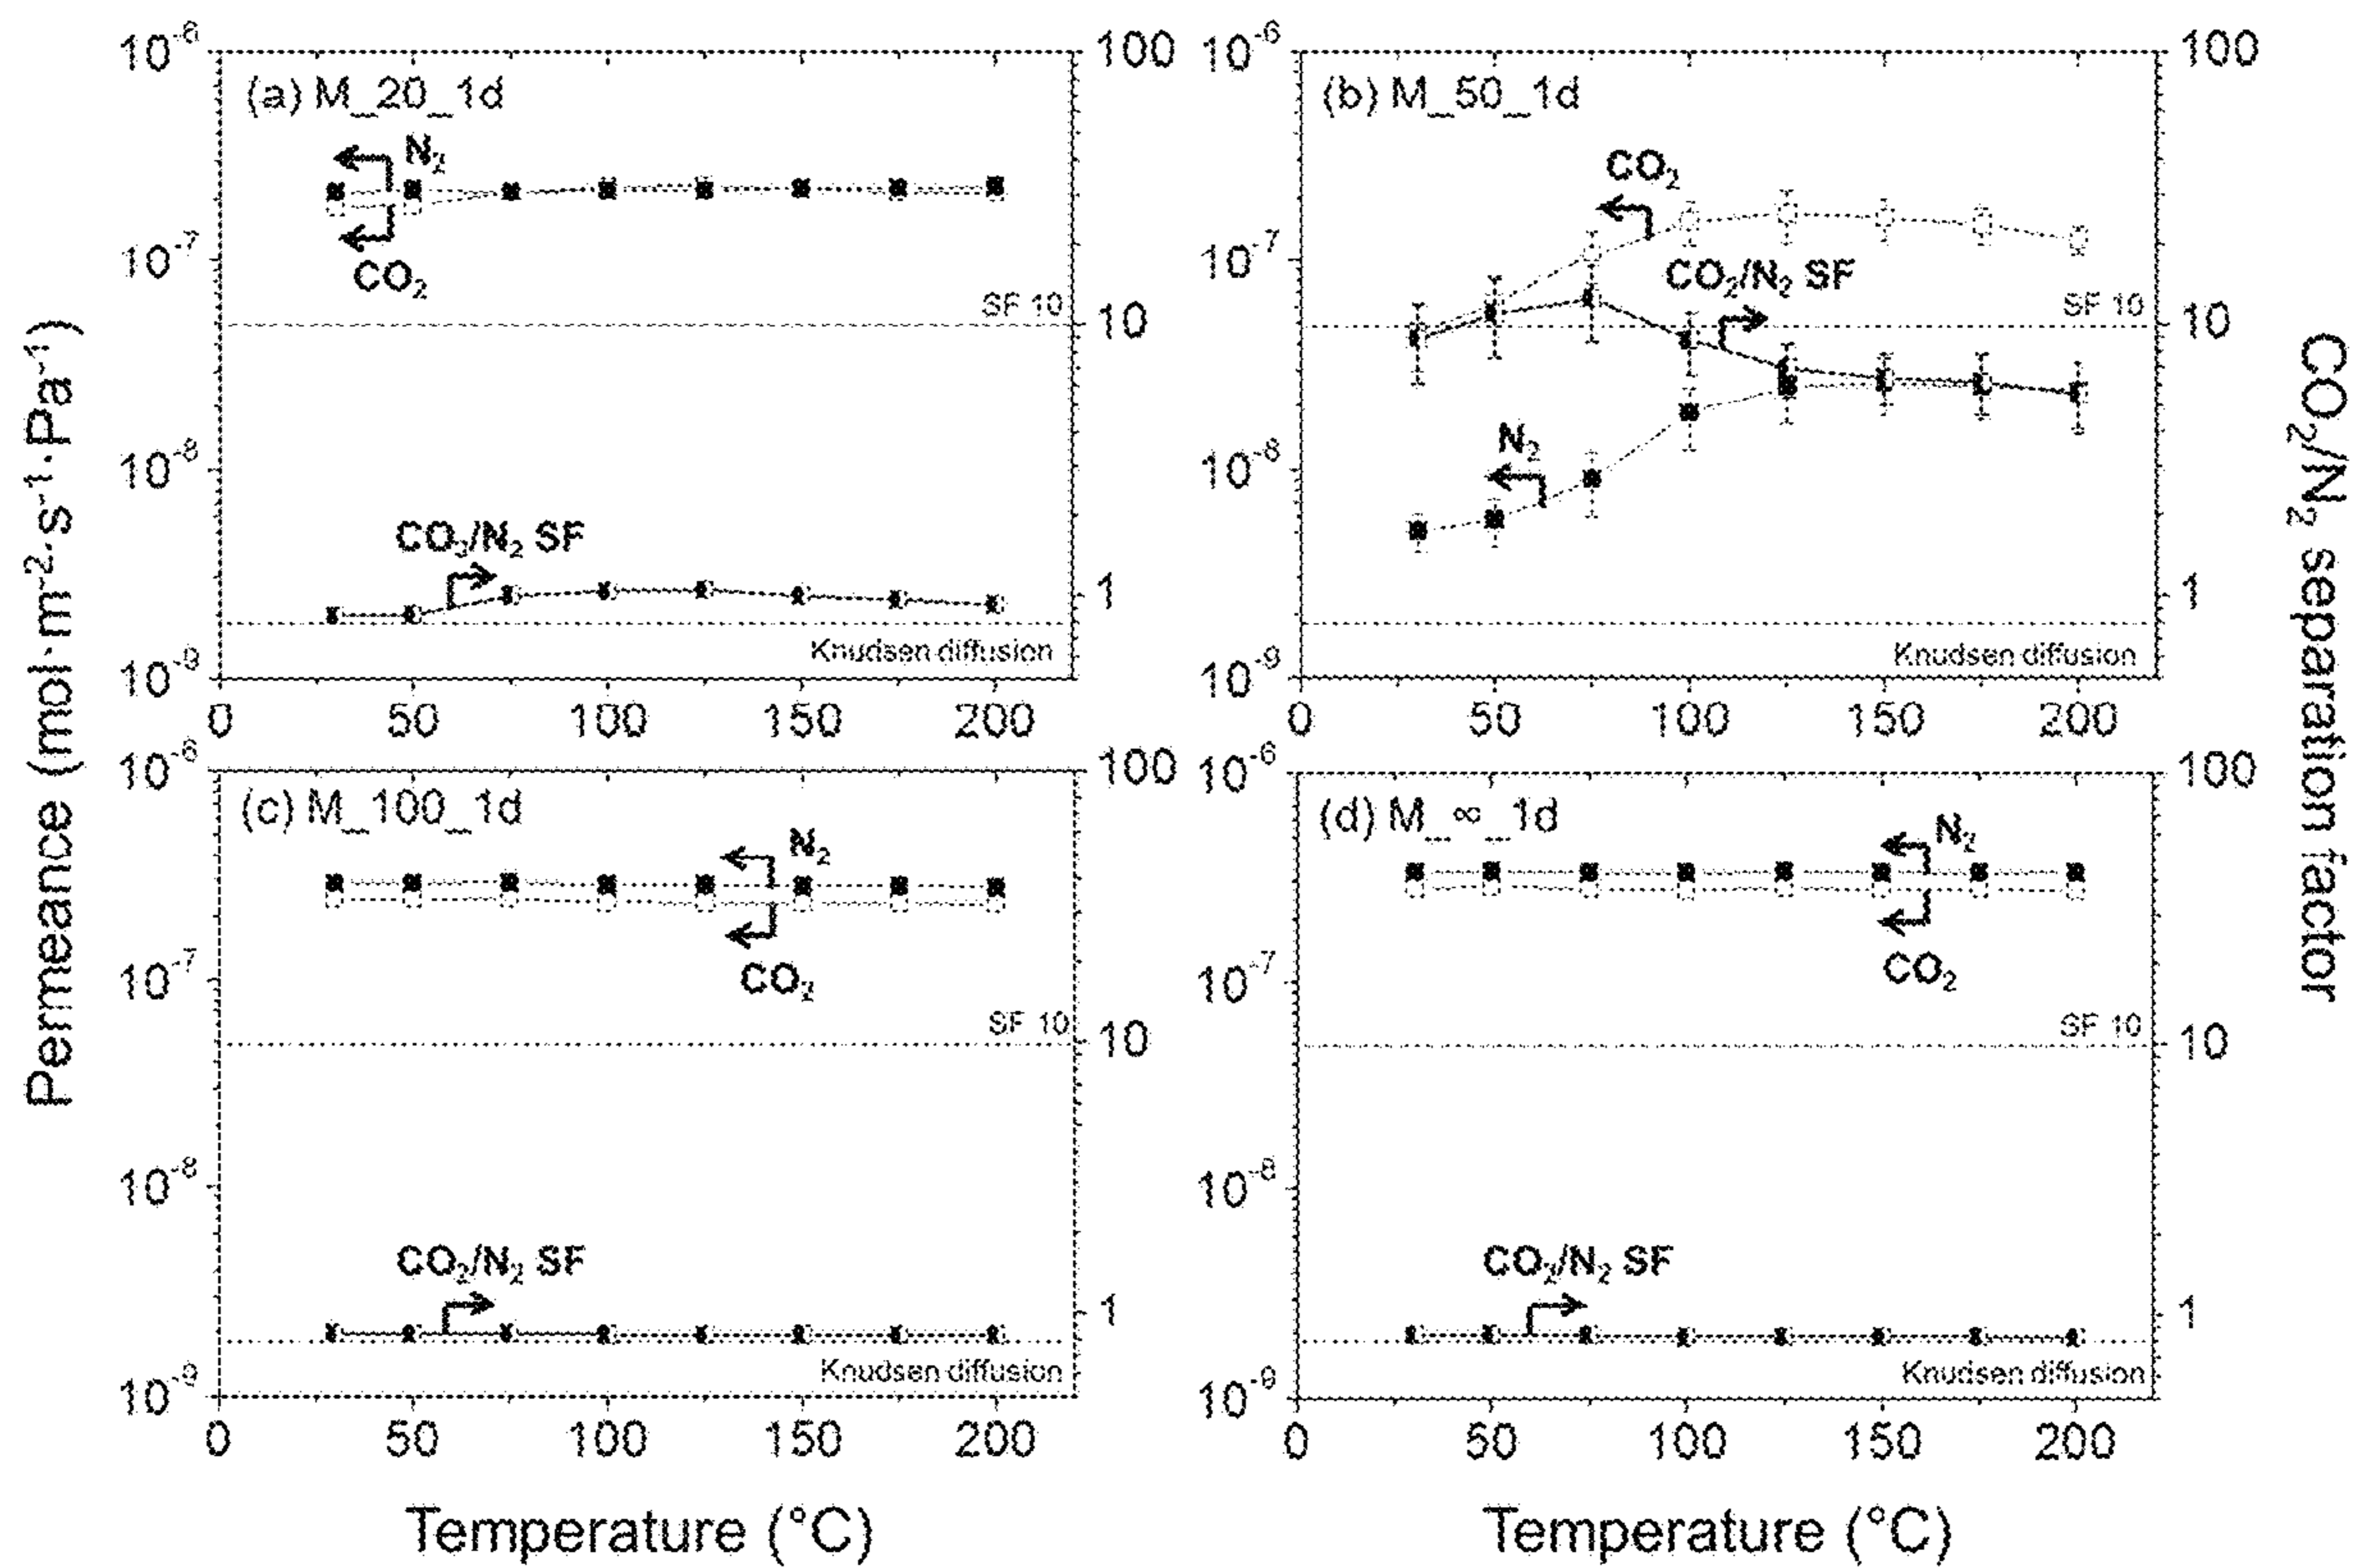 Permeance (mol·m⁻²·s⁻¹·Pa⁻¹)
CO₂/N₂ separation factor
(a) M_20_1d
10⁻⁶
10⁻⁷
10⁻⁸
10⁻⁹
100
10
1
N₂
CO₂
SF 10
CO₂/N₂ SF
Knudsen diffusion
0 50 100 150 200
(b) M_50_1d
10⁻⁶
10⁻⁷
10⁻⁸
10⁻⁹
100
10
1
CO₂
CO₂/N₂ SF
SF 10
N₂
Knudsen diffusion
0 50 100 150 200
(c) M_100_1d
10⁻⁶
10⁻⁷
10⁻⁸
10⁻⁹
100
10
1
N₂
CO₂
SF 10
CO₂/N₂ SF
Knudsen diffusion
0 50 100 150 200
Temperature (°C)
(d) M_∞_1d
10⁻⁶
10⁻⁷
10⁻⁸
10⁻⁹
100
10
1
N₂
CO₂
SF 10
CO₂/N₂ SF
Knudsen diffusion
0 50 100 150 200
Temperature (°C)